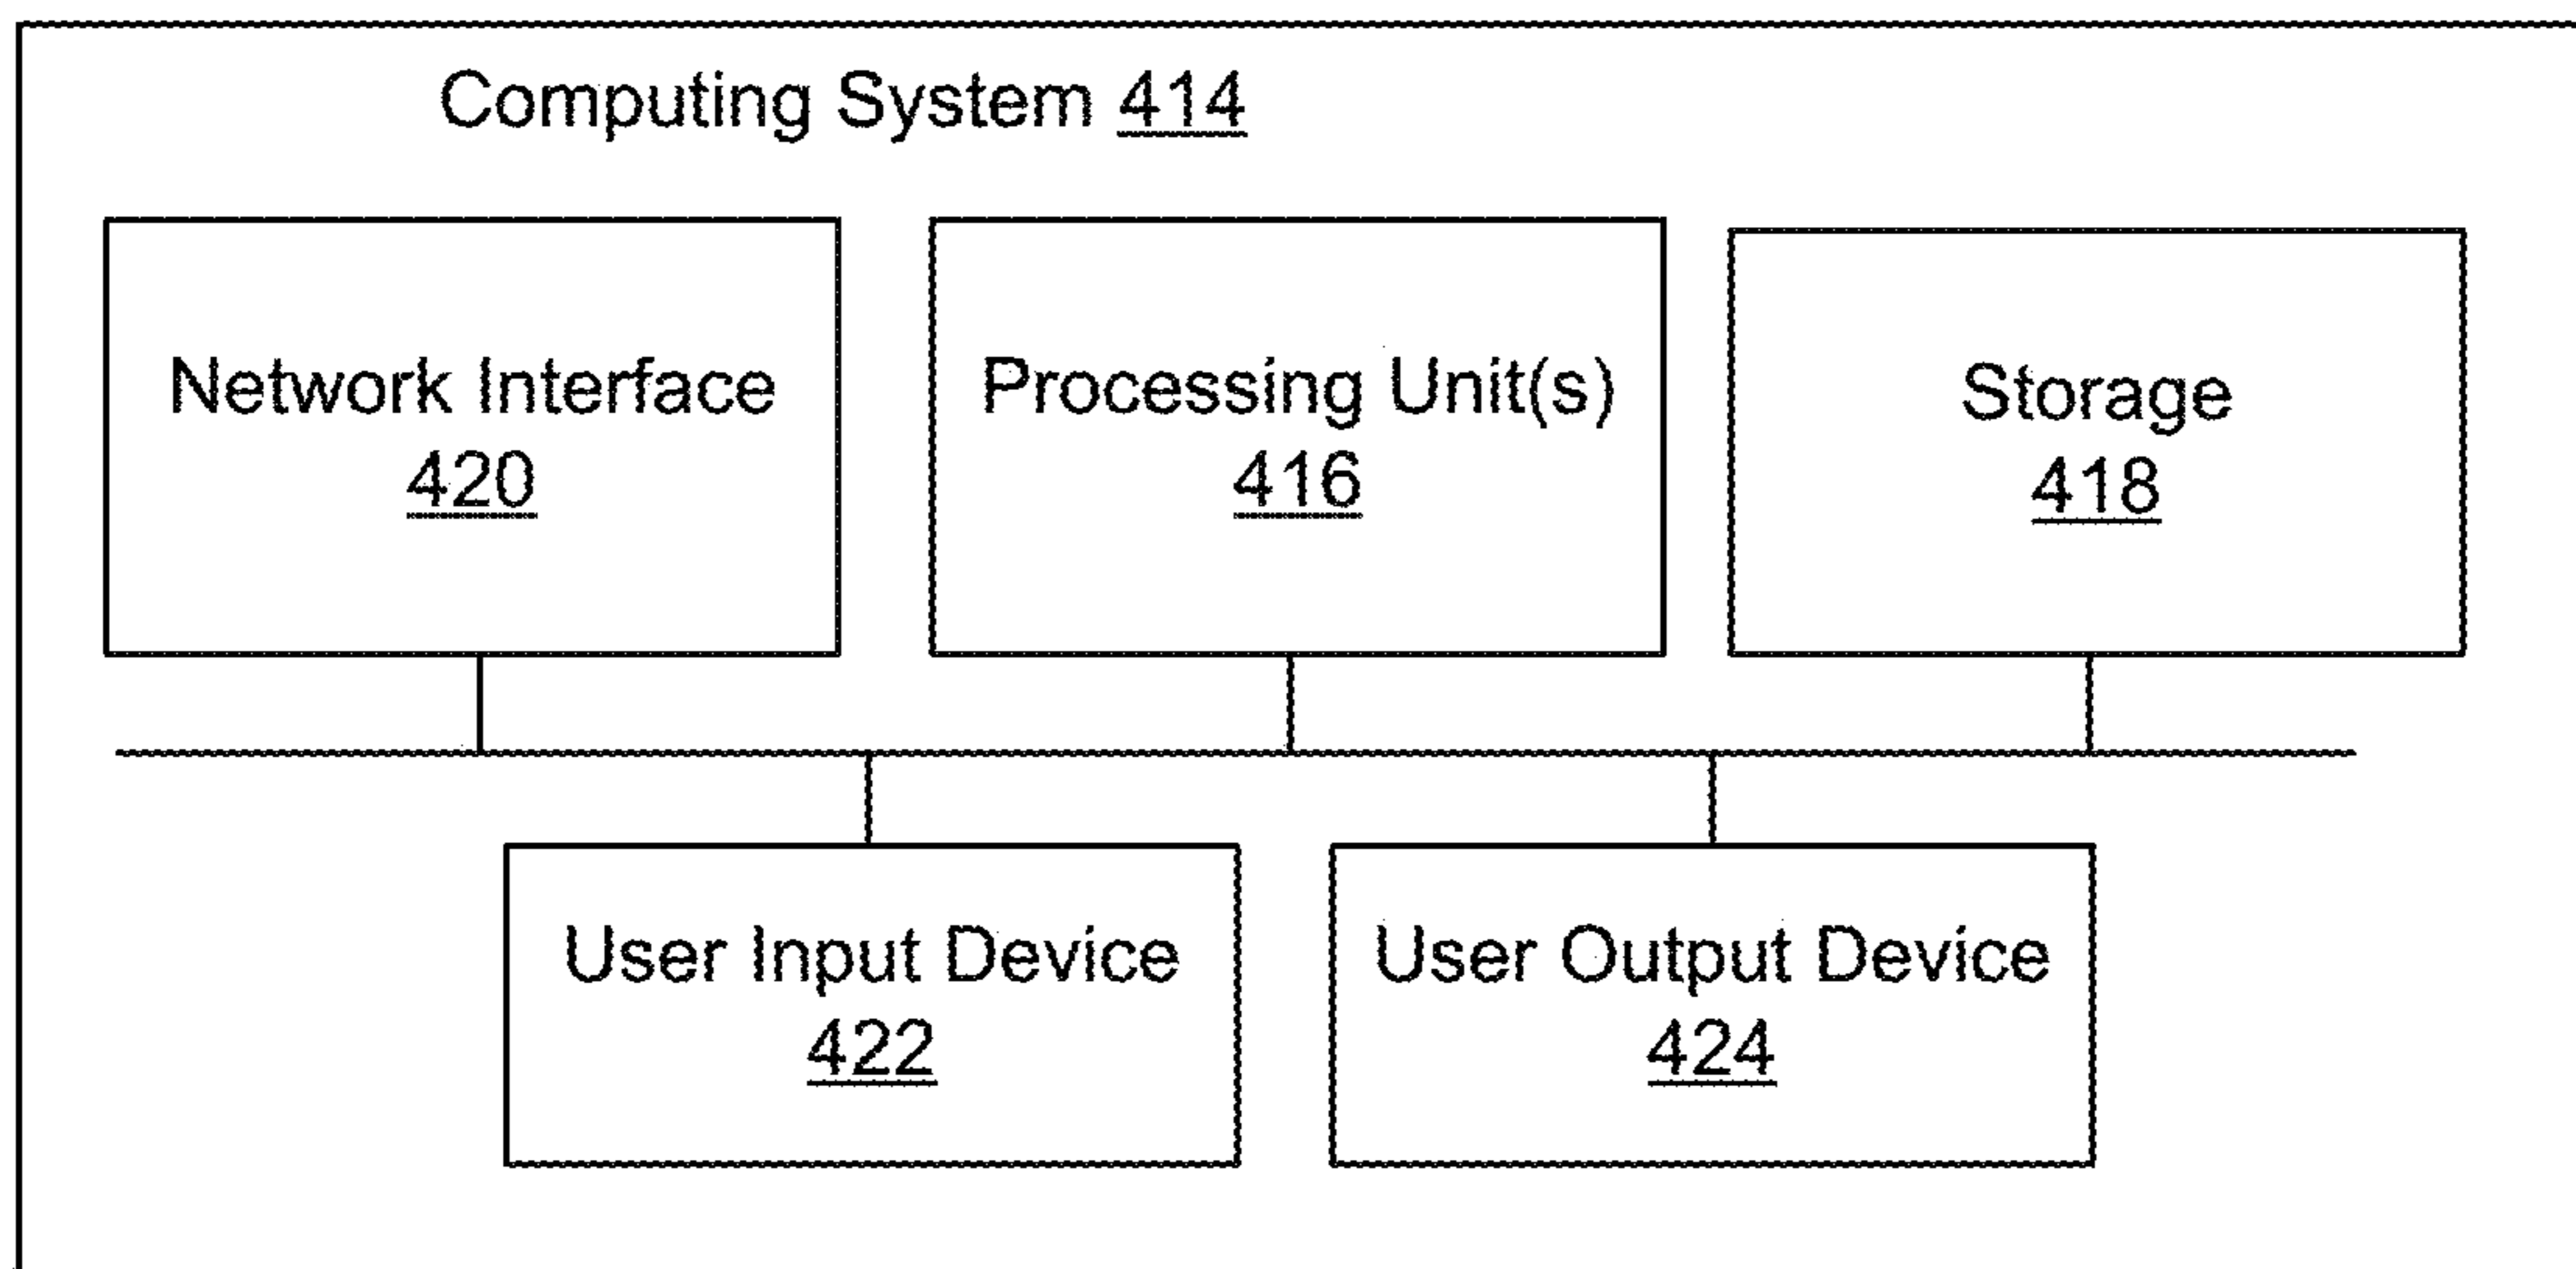 Computing System 414
Network Interface
420
Processing Unit(s)
416
Storage
418
User Input Device
422
User Output Device
424